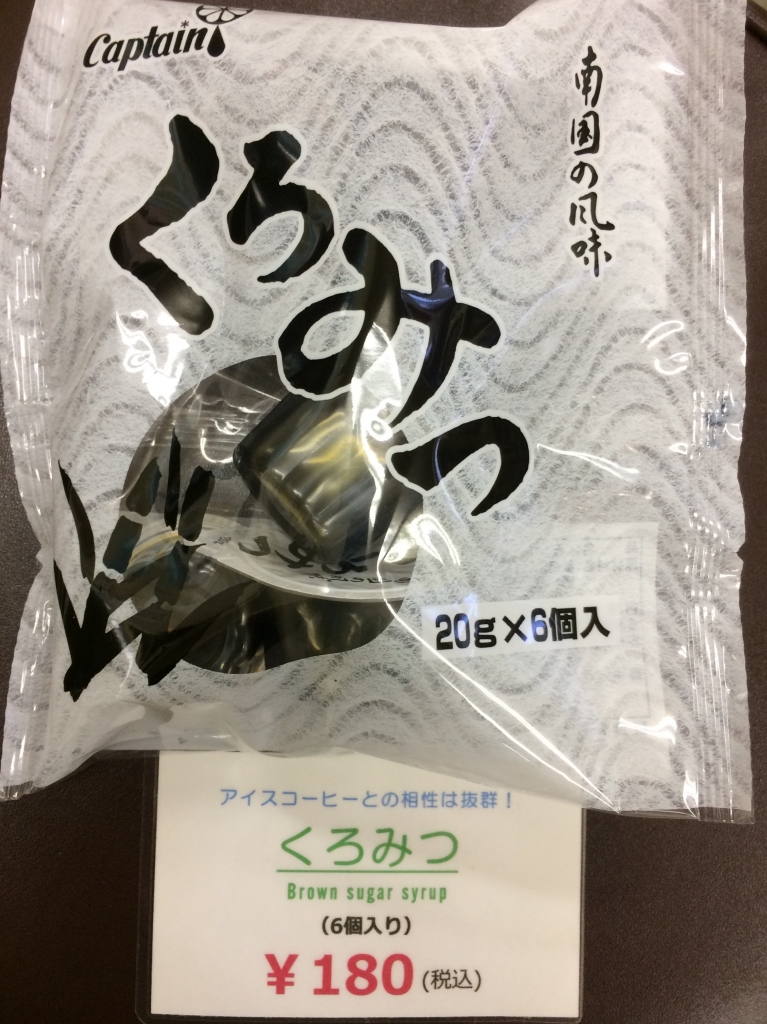 Captain
南国の風味
くろみつ
20g×6個入
アイスコーヒーとの相性は抜群！
くろみつ
Brown sugar syrup
(6個入り)
¥180(税込)